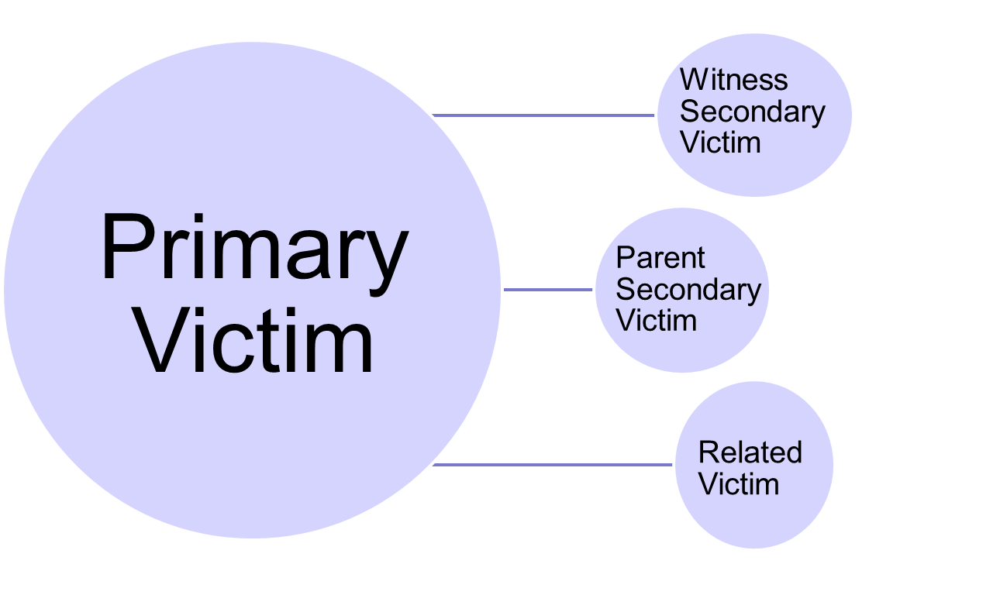 Primary
Victim
Witness
Secondary
Victim
Parent
Secondary
Victim
Related
Victim